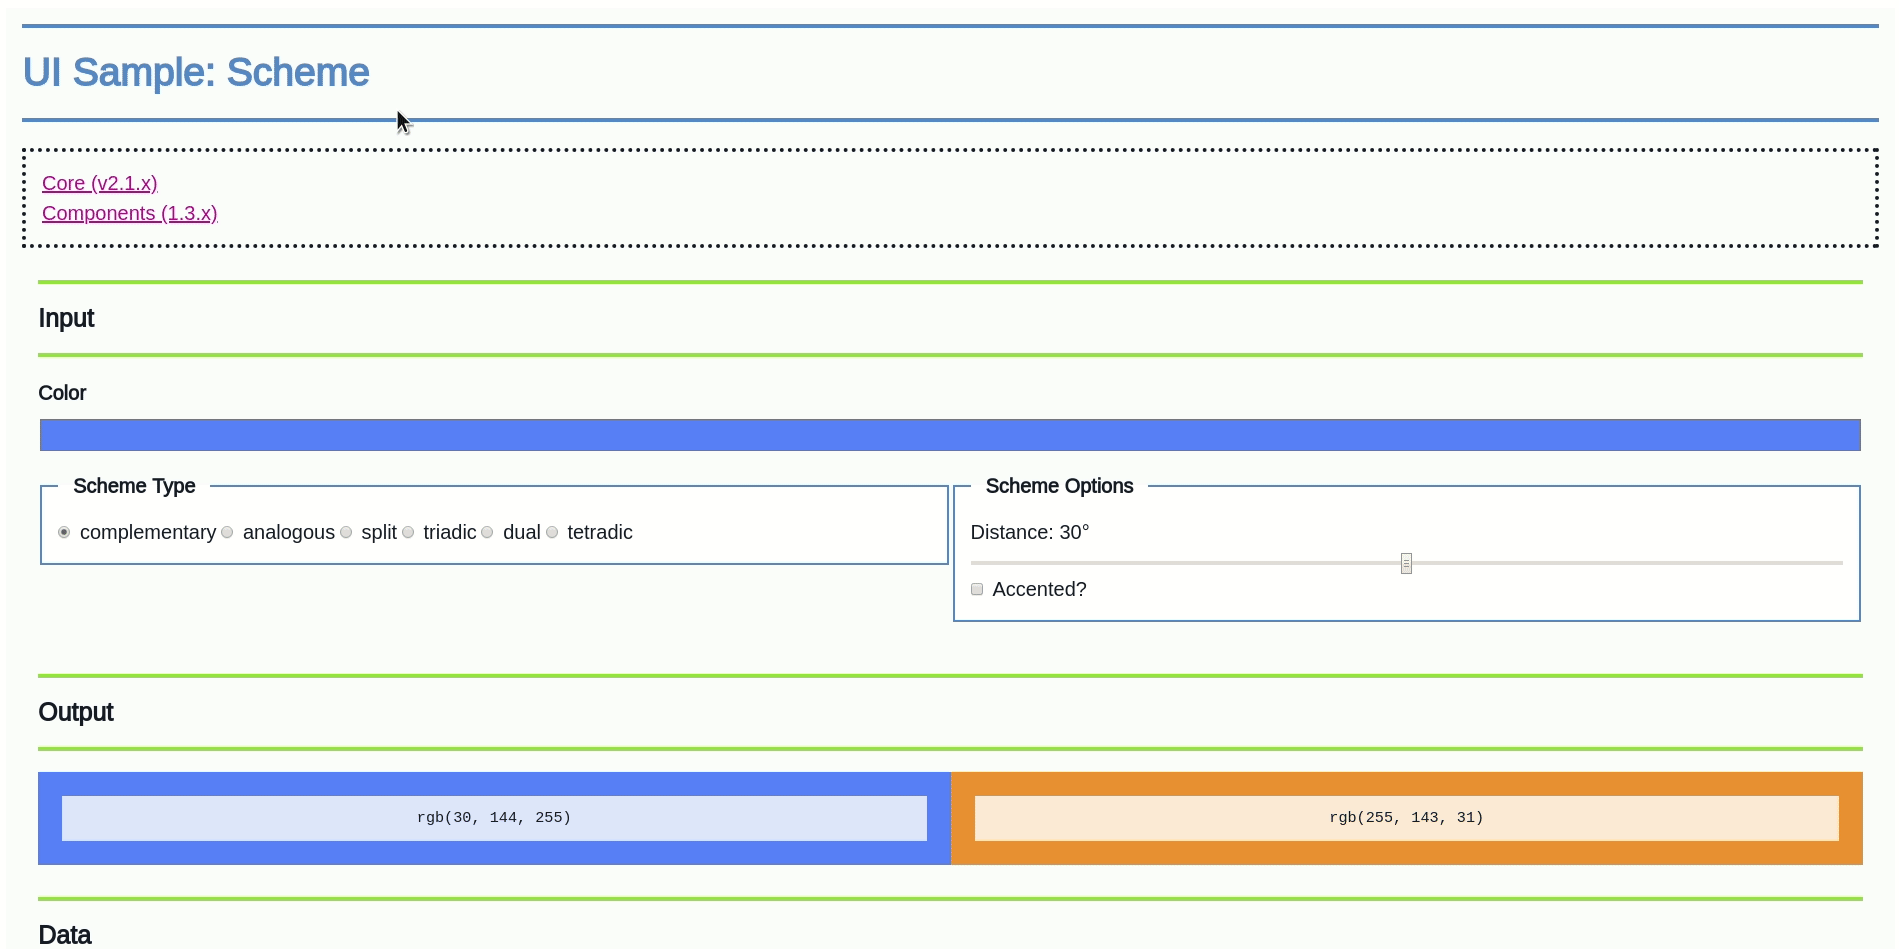 UI Sample: Scheme
Core (v2.1.x)
Components (1.3.x)
Input
Color
Scheme Type
complementary analogous split triadic dual tetradic
Scheme Options
Distance: 30°
Accented?
Output
rgb(30, 144, 255)
rgb(255, 143, 31)
Data